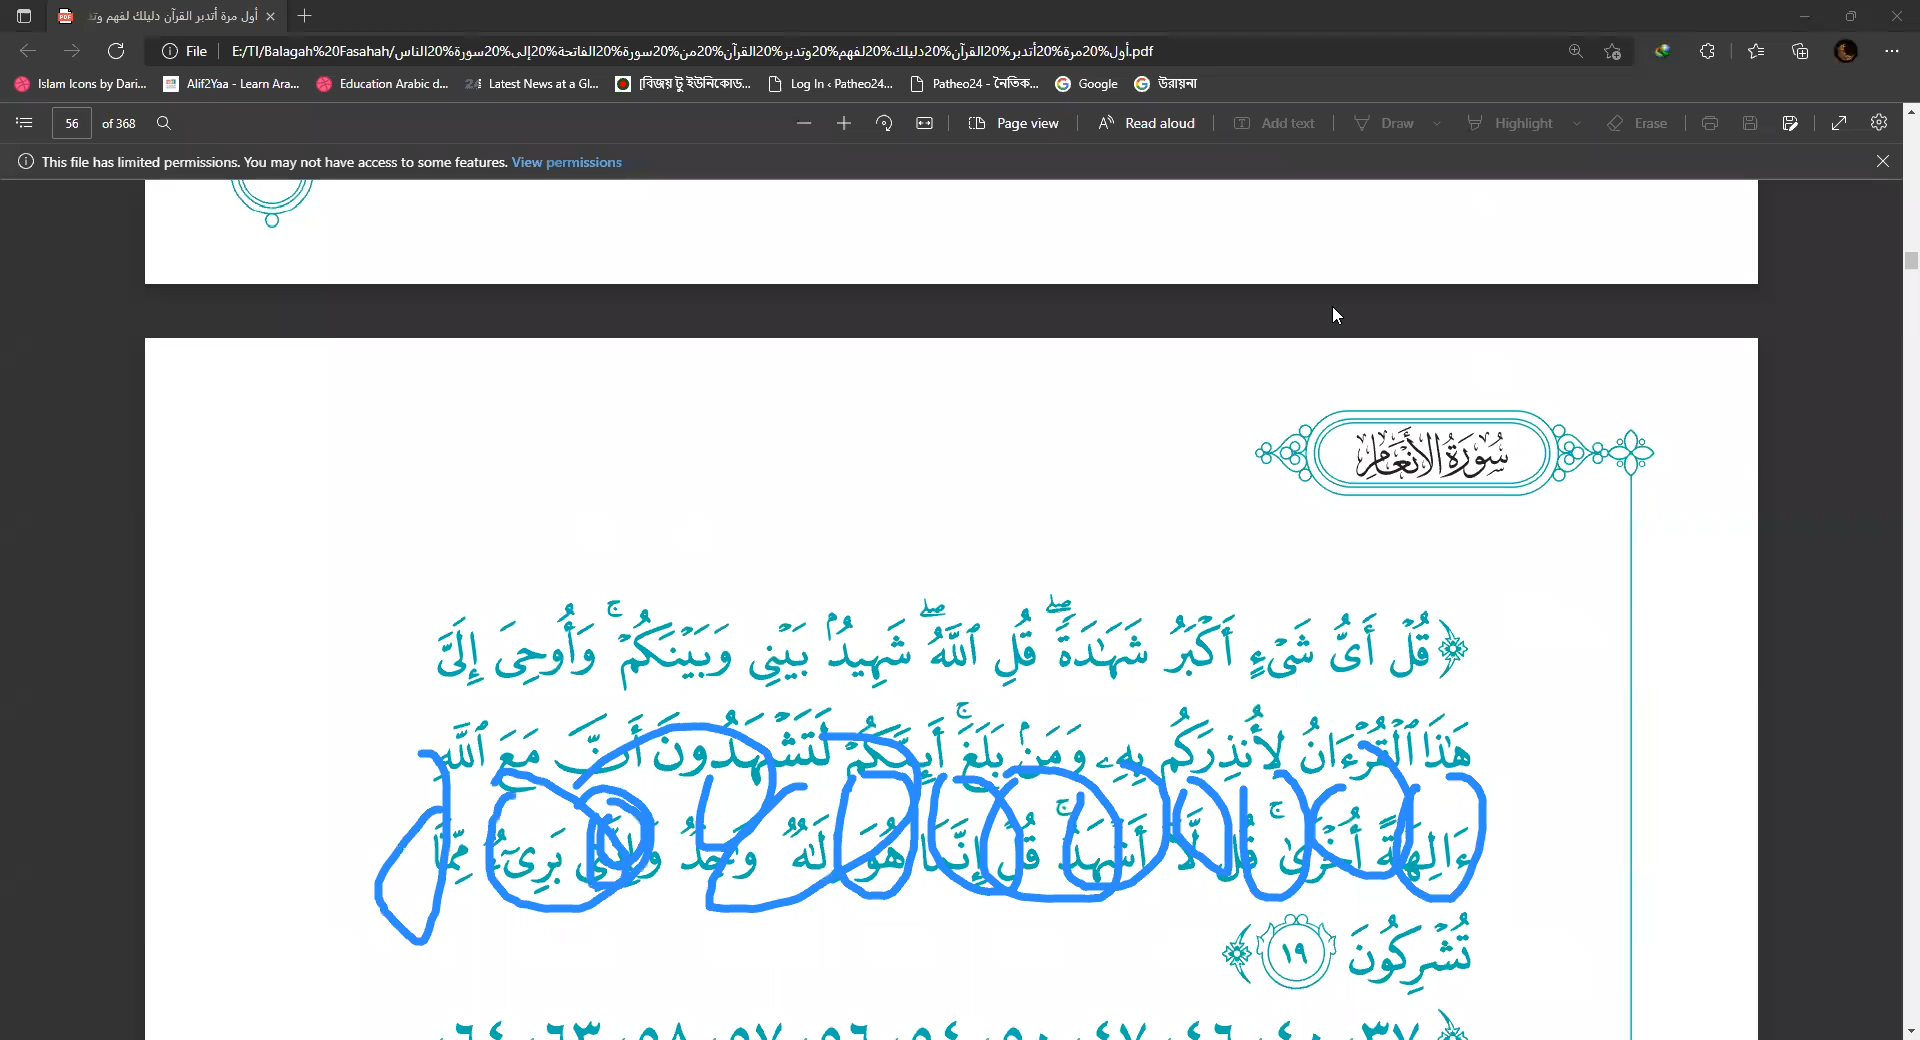 أول مرة أتدبر القرآن دليلك لفهم وتد
File
E:/TI/Balagah%20Fasahah/أول%20مرة%20أتدبر%20القرآن%20دليلك%20لفهم%20وتدبر%20القرآن%20من%20سورة%20الفاتحة%20إلى%20سورة%20الناس.pdf
Islam Icons by Dari...
Alif2Yaa - Learn Ara...
Education Arabic d...
Latest News at a Gl...
[বিজয় টু ইউনিকোড...
Log In ‹ Patheo24...
Patheo24 - নৈতিক...
Google
উরায়না
56 of 368
Page view
Read aloud
Add text
Draw
Highlight
Erase
This file has limited permissions. You may not have access to some features. View permissions
سُورَةُ الأَنْعَامِ
﴿قُلْ أَيُّ شَيْءٍ أَكْبَرُ شَهَٰدَةً ۖ قُلِ ٱللَّهُ ۖ شَهِيدٌۢ بَيْنِي وَبَيْنَكُمْ ۚ وَأُوحِيَ إِلَيَّ
هَٰذَا ٱلْقُرْءَانُ لِأُنذِرَكُم بِهِۦ وَمَنۢ بَلَغَ ۚ أَئِنَّكُمْ لَتَشْهَدُونَ أَنَّ مَعَ ٱللَّهِ
ءَالِهَةً أُخْرَىٰ ۚ قُل لَّا أَشْهَدُ ۚ قُلْ إِنَّمَا هُوَ إِلَٰهٌ وَٰحِدٌ وَإِنَّنِي بَرِيٓءٌ مِّمَّا
تُشْرِكُونَ ١٩﴾